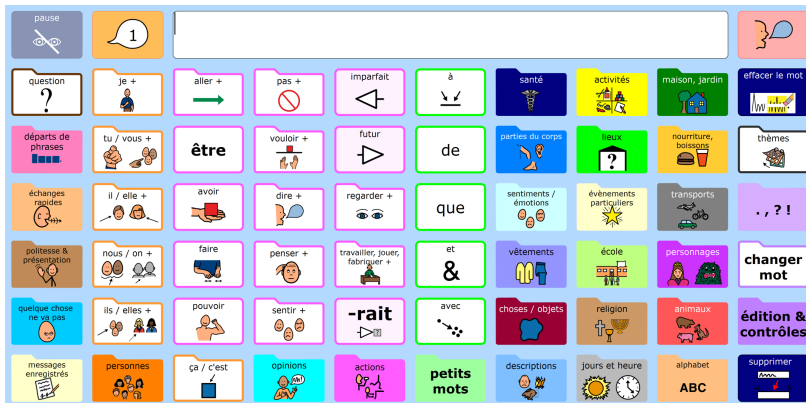 pause
1
question
?
je +
aller +
pas +
imparfait
à
santé
activités
maison, jardin
effacer le mot
départs de
phrases
tu / vous +
être
vouloir +
futur
de
parties du corps
lieux
?
nourriture,
boissons
thèmes
échanges
rapides
il / elle +
avoir
dire +
regarder +
que
sentiments /
émotions
évènements
particuliers
transports
. , ? !
politesse &
présentation
nous / on +
faire
penser +
travailler, jouer,
fabriquer +
et
&
vêtements
école
personnages
changer
mot
quelque chose
ne va pas
ils / elles +
pouvoir
sentir +
-rait
?
avec
choses / objets
religion
animaux
édition &
contrôles
messages
enregistrés
personnes
ça / c'est
opinions
actions
petits
mots
descriptions
jours et heure
alphabet
ABC
supprimer